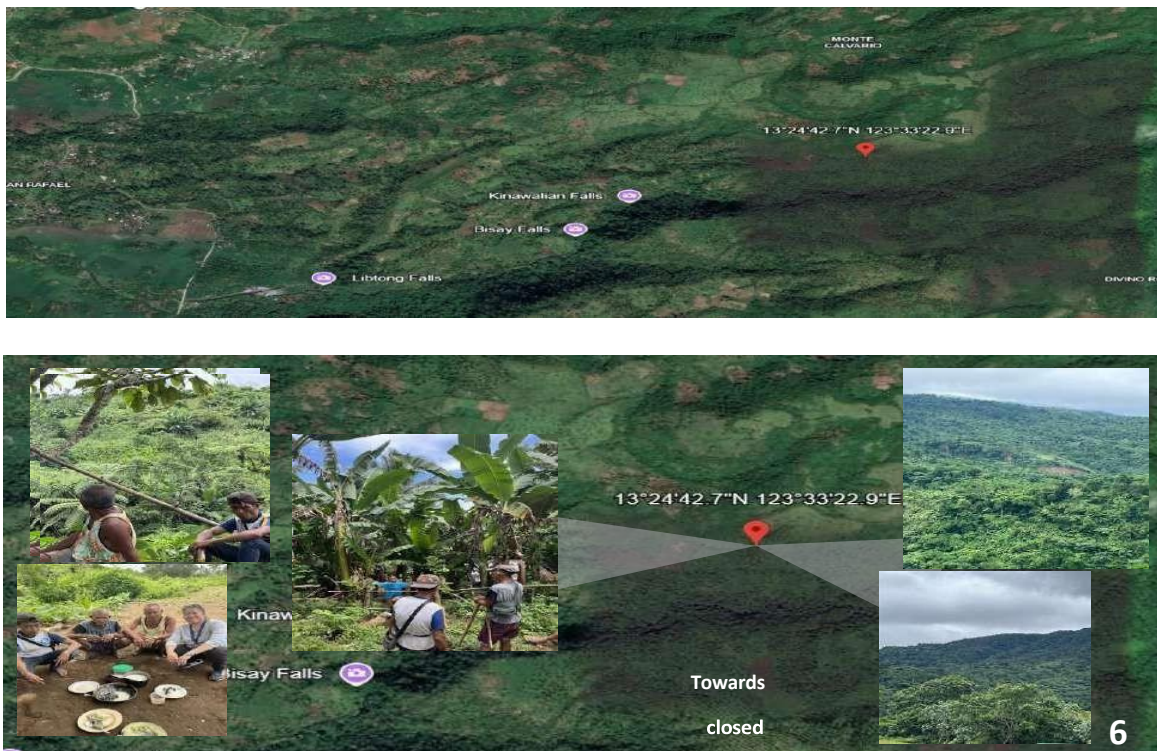 MONTE
CALVARIO
13°24'42.7"N 123°33'22.9"E
AN RAFAEL
Kinawalian Falls
Bisay Falls
Libtong Falls
DIVINO R
13°24'42.7"N 123°33'22.9"E
Kinaw
Bisay Falls
Towards
closed
6